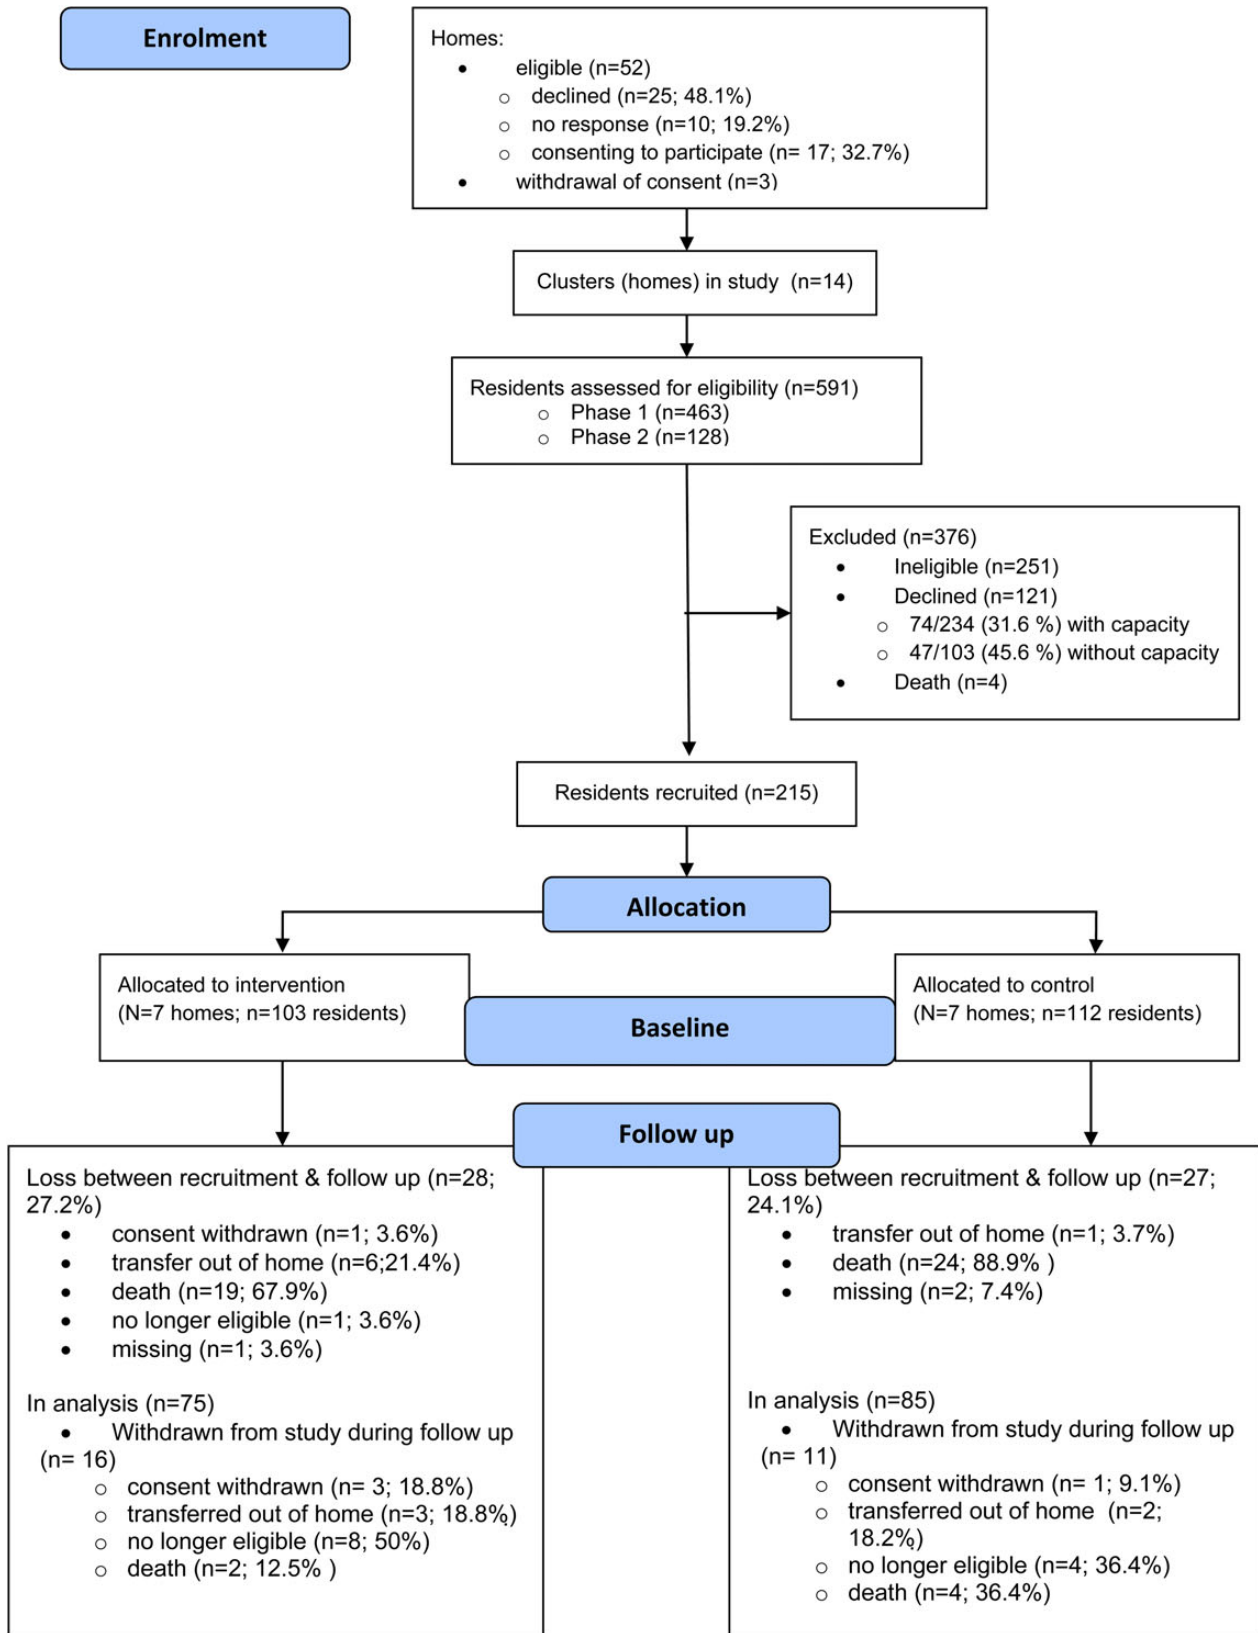 Enrolment
Homes:
• eligible (n=52)
o declined (n=25; 48.1%)
o no response (n=10; 19.2%)
o consenting to participate (n= 17; 32.7%)
• withdrawal of consent (n=3)
Clusters (homes) in study (n=14)
Residents assessed for eligibility (n=591)
o Phase 1 (n=463)
o Phase 2 (n=128)
Excluded (n=376)
• Ineligible (n=251)
• Declined (n=121)
o 74/234 (31.6 %) with capacity
o 47/103 (45.6 %) without capacity
• Death (n=4)
Residents recruited (n=215)
Allocation
Allocated to intervention
(N=7 homes; n=103 residents)
Baseline
Allocated to control
(N=7 homes; n=112 residents)
Follow up
Loss between recruitment & follow up (n=28;
27.2%)
• consent withdrawn (n=1; 3.6%)
• transfer out of home (n=6;21.4%)
• death (n=19; 67.9%)
• no longer eligible (n=1; 3.6%)
• missing (n=1; 3.6%)
In analysis (n=75)
• Withdrawn from study during follow up
(n= 16)
o consent withdrawn (n= 3; 18.8%)
o transferred out of home (n=3; 18.8%)
o no longer eligible (n=8; 50%)
o death (n=2; 12.5% )
Loss between recruitment & follow up (n=27;
24.1%)
• transfer out of home (n=1; 3.7%)
• death (n=24; 88.9% )
• missing (n=2; 7.4%)
In analysis (n=85)
• Withdrawn from study during follow up
(n= 11)
o consent withdrawn (n= 1; 9.1%)
o transferred out of home (n=2;
18.2%)
o no longer eligible (n=4; 36.4%)
o death (n=4; 36.4%)